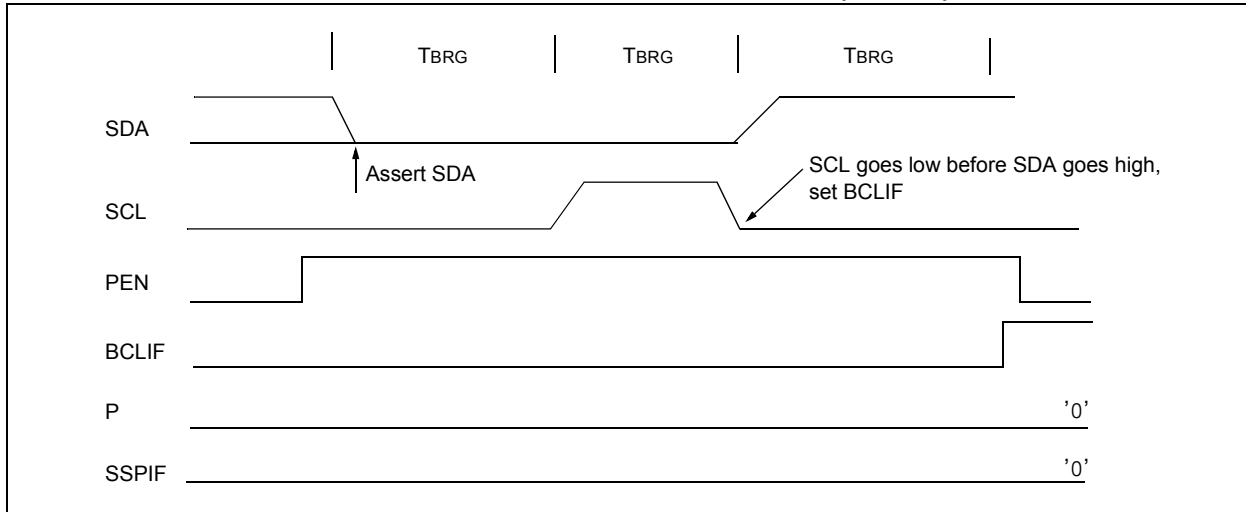 TBRG TBRG TBRG
SDA
Assert SDA
SCL goes low before SDA goes high,
set BCLIF
SCL
PEN
BCLIF
P '0'
SSPIF '0'